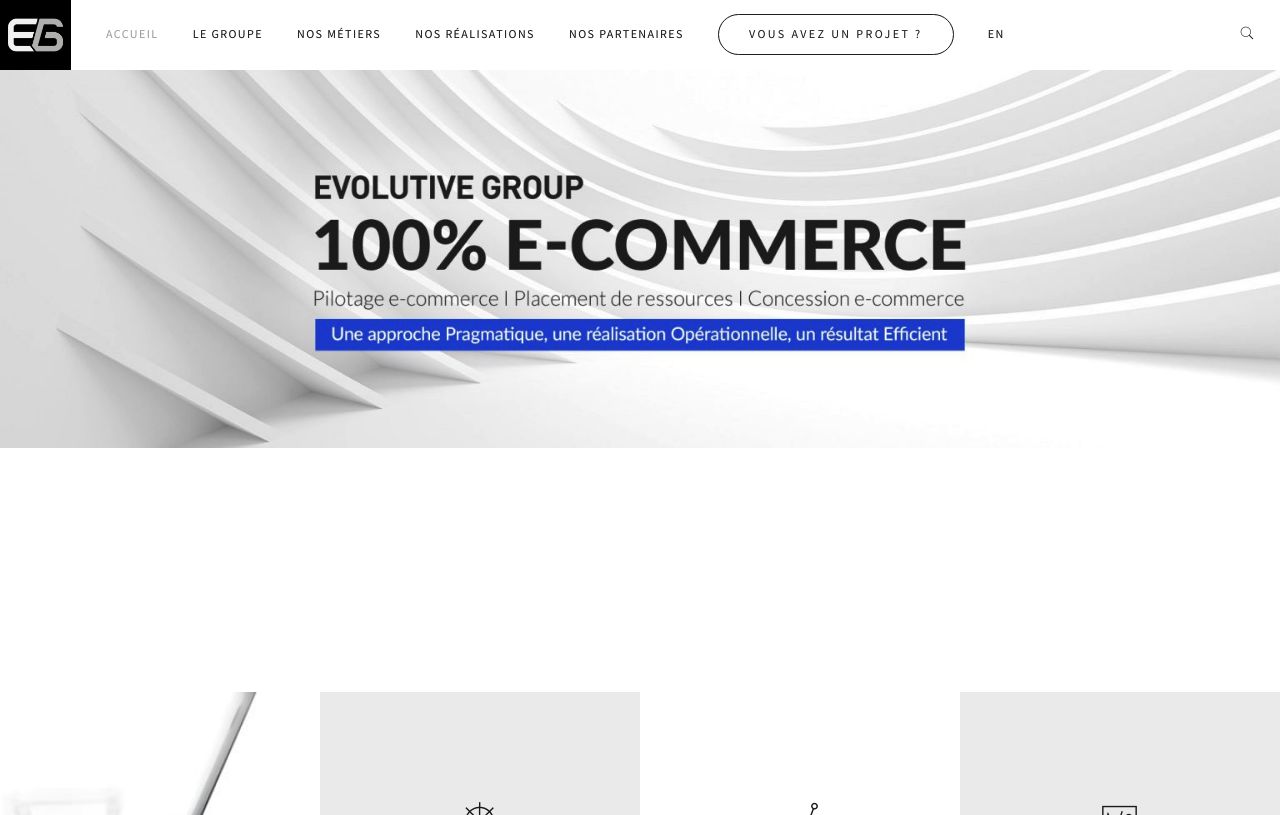 EG
ACCUEIL
LE GROUPE
NOS MÉTIERS
NOS RÉALISATIONS
NOS PARTENAIRES
VOUS AVEZ UN PROJET ?
EN
EVOLUTIVE GROUP
100% E-COMMERCE
Pilotage e-commerce I Placement de ressources I Concession e-commerce
Une approche Pragmatique, une réalisation Opérationnelle, un résultat Efficient